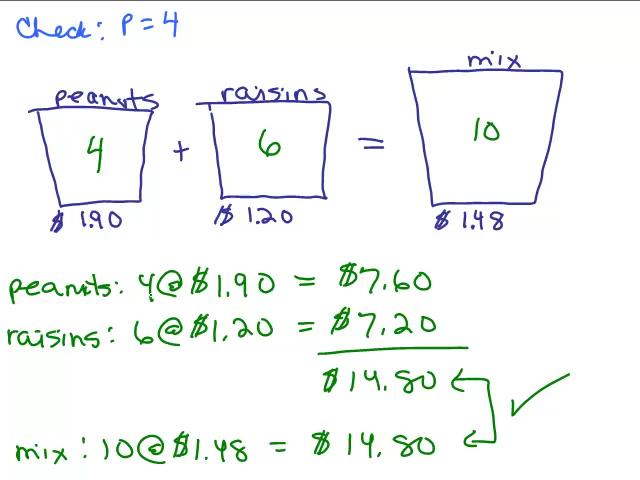 Check: P = 4
peanuts raisins mix
4 + 6 = 10
$ 1.90 $ 1.20 $ 1.48
peanuts: 4@$1.90 = $7.60
raisins: 6@$1.20 = $7.20
$14.80
mix: 10@$1.48 = $14.80